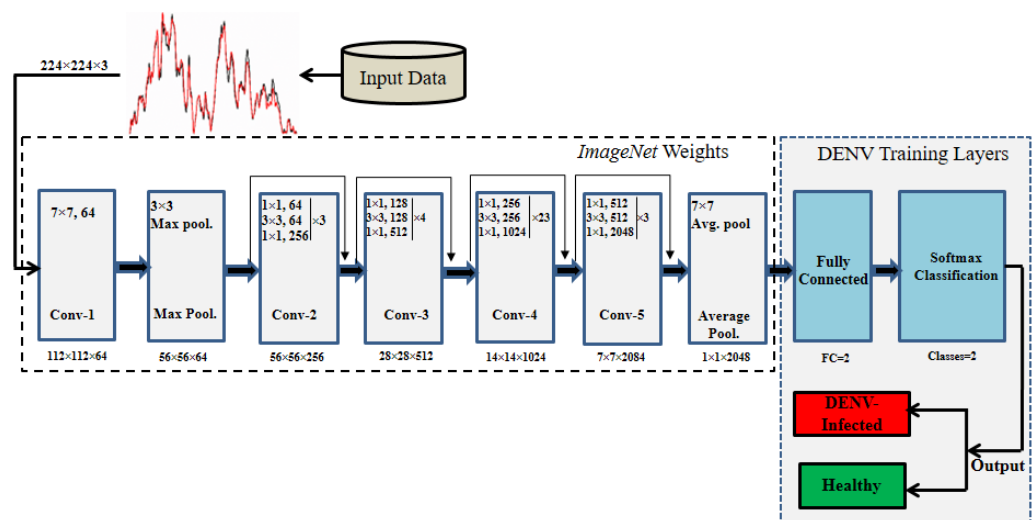 224×224×3
Input Data
ImageNet Weights
DENV Training Layers
7×7, 64
Conv-1
112×112×64
3×3
Max pool.
Max Pool.
56×56×64
1×1, 64
3×3, 64
1×1, 256
×3
Conv-2
56×56×256
1×1, 128
3×3, 128
1×1, 512
×4
Conv-3
28×28×512
1×1, 256
3×3, 256
1×1, 1024
×23
Conv-4
14×14×1024
1×1, 512
3×3, 512
1×1, 2048
×3
Conv-5
7×7×2084
7×7
Avg. pool
Average
Pool.
1×1×2048
Fully
Connected
FC=2
Softmax
Classification
Classes=2
DENV-
Infected
Healthy
Output